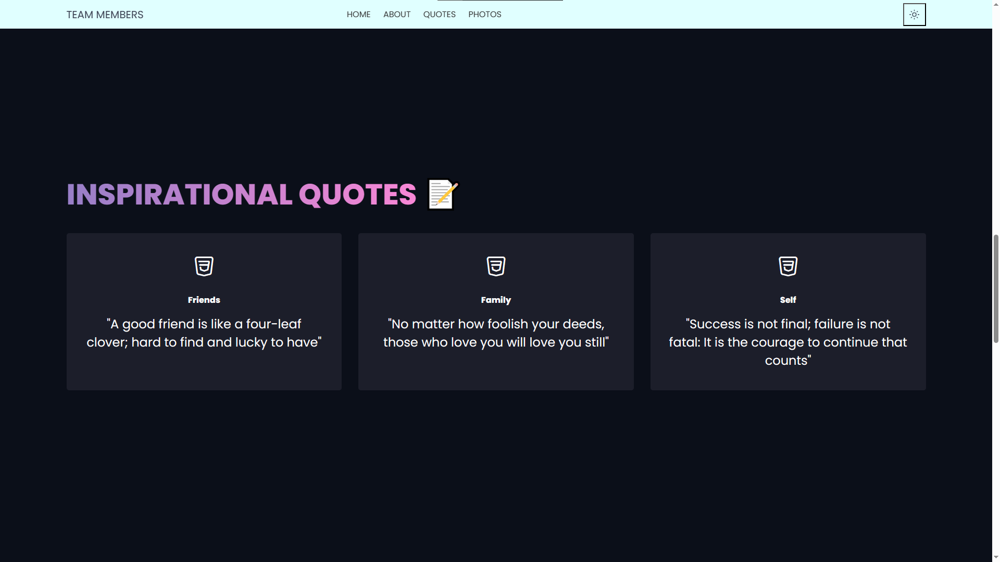 TEAM MEMBERS
HOME ABOUT QUOTES PHOTOS
INSPIRATIONAL QUOTES
Friends
"A good friend is like a four-leaf
clover; hard to find and lucky to have"
Family
"No matter how foolish your deeds,
those who love you will love you still"
Self
"Success is not final; failure is not
fatal: It is the courage to continue that
counts"